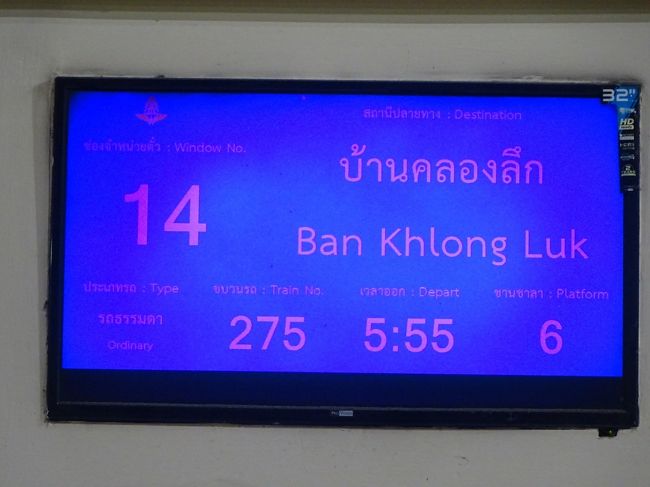 32"
HD
สถานีปลายทาง : Destination
ช่องจำหน่ายตั๋ว : Window No.
14
บ้านคลองลึก
Ban Khlong Luk
ประเภทรถ : Type
ขบวนรถ : Train No.
เวลาออก : Depart
ชานชาลา : Platform
รถธรรมดา
Ordinary
275
5:55
6